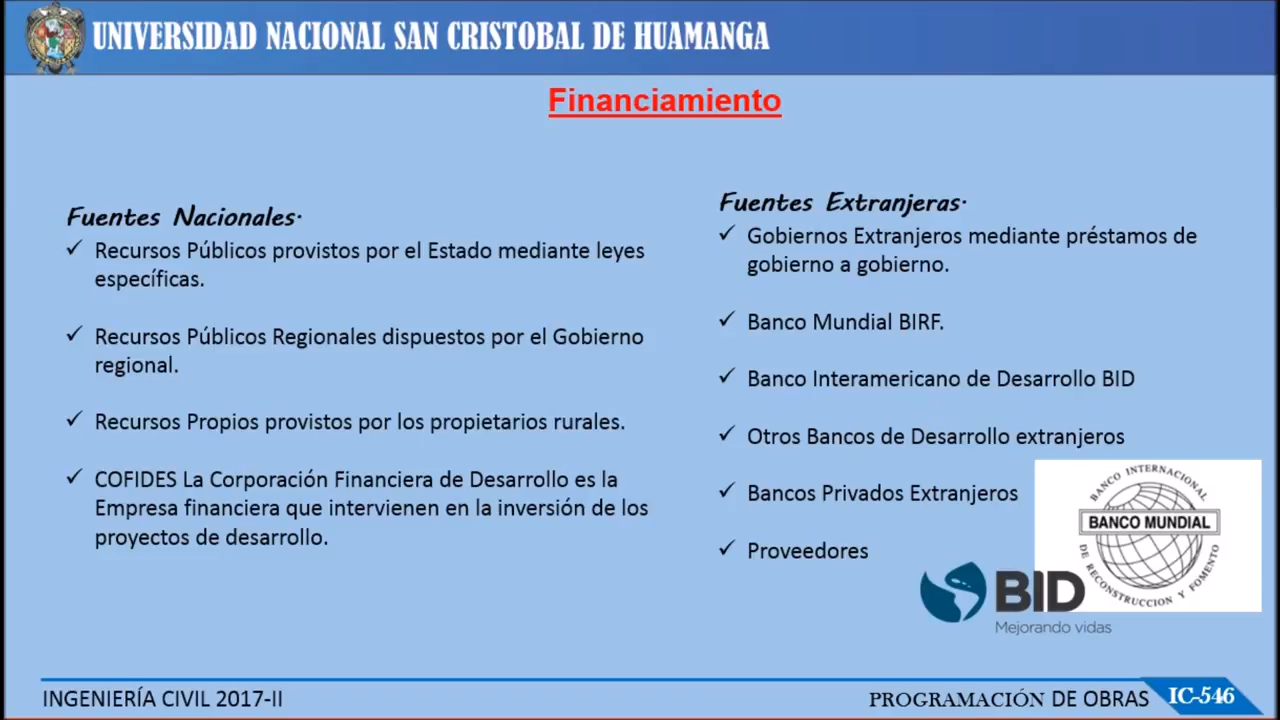 UNIVERSIDAD NACIONAL SAN CRISTOBAL DE HUAMANGA
Financiamiento
Fuentes Nacionales.
✓ Recursos Públicos provistos por el Estado mediante leyes
específicas.
✓ Recursos Públicos Regionales dispuestos por el Gobierno
regional.
✓ Recursos Propios provistos por los propietarios rurales.
✓ COFIDES La Corporación Financiera de Desarrollo es la
Empresa financiera que intervienen en la inversión de los
proyectos de desarrollo.
Fuentes Extranjeras.
✓ Gobiernos Extranjeros mediante préstamos de
gobierno a gobierno.
✓ Banco Mundial BIRF.
✓ Banco Interamericano de Desarrollo BID
✓ Otros Bancos de Desarrollo extranjeros
✓ Bancos Privados Extranjeros
✓ Proveedores
BANCO INTERNACIONAL
BANCO MUNDIAL
DE RECONSTRUCCION Y FOMENTO
BID
Mejorando vidas
INGENIERÍA CIVIL 2017-II
PROGRAMACIÓN DE OBRAS
IC-546